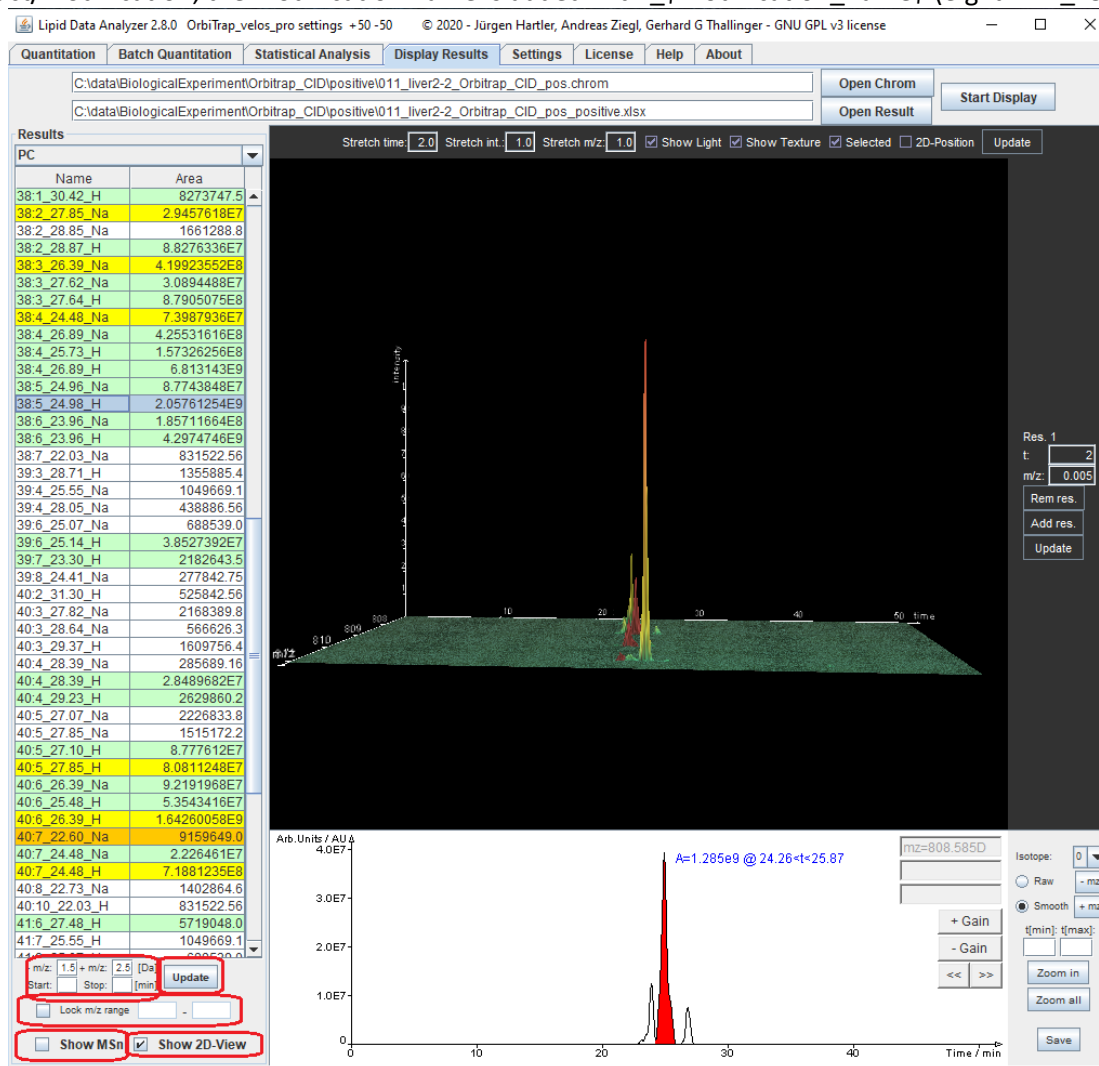 Lipid Data Analyzer 2.8.0 OrbiTrap_velos_pro settings +50 -50 © 2020 - Jürgen Hartler, Andreas Ziegl, Gerhard G Thallinger - GNU GPL v3 license
Quantitation Batch Quantitation Statistical Analysis Display Results Settings License Help About
C:\data\BiologicalExperiment\Orbitrap_CID\positive\011_liver2-2_Orbitrap_CID_pos.chrom Open Chrom
Start Display
C:\data\BiologicalExperiment\Orbitrap_CID\positive\011_liver2-2_Orbitrap_CID_pos_positive.xlsx Open Result
Results
PC
Stretch time: 2.0 Stretch int.: 1.0 Stretch m/z: 1.0 Show Light Show Texture Selected 2D-Position Update
Name Area
38:1_30.42_H 8273747.5
38:2_27.85_Na 2.9457618E7
38:2_28.85_Na 1661288.8
38:2_28.87_H 8.8276336E7
38:3_26.39_Na 4.19923552E8
38:3_27.62_Na 3.0894488E7
38:3_27.64_H 8.7905075E8
38:4_24.48_Na 7.3987936E7
38:4_26.89_Na 4.25531616E8
38:4_25.73_H 1.57326256E8
38:4_26.89_H 6.813143E9
38:5_24.96_Na 8.7743848E7
38:5_24.98_H 2.05761254E9
38:6_23.96_Na 1.85711664E8
38:6_23.96_H 4.2974746E9
38:7_22.03_Na 831522.56
39:3_28.71_H 1355885.4
39:4_25.55_Na 1049669.1
39:4_28.05_Na 438886.56
39:6_25.07_Na 688539.0
39:6_25.14_H 3.8527392E7
39:7_23.30_H 2182643.5
39:8_24.41_Na 277842.75
40:2_31.30_H 525842.56
40:3_27.82_Na 2168389.8
40:3_28.64_Na 566626.3
40:3_29.37_H 1609756.4
40:4_28.39_Na 285689.16
40:4_28.39_H 2.8489682E7
40:4_29.23_H 2629860.2
40:5_27.07_Na 2226833.8
40:5_27.85_Na 1515172.2
40:5_27.10_H 8.777612E7
40:5_27.85_H 8.0811248E7
40:6_26.39_Na 9.2191968E7
40:6_25.48_H 5.3543416E7
40:6_26.39_H 1.64260058E9
40:7_22.60_Na 9159649.0
40:7_24.48_Na 2.226461E7
40:7_24.48_H 7.1881235E8
40:8_22.73_Na 1402864.6
40:10_22.03_H 831522.56
41:6_27.48_H 5719048.0
41:7_25.55_H 1049669.1
- m/z: 1.5 + m/z: 2.5 [Da] Update
Start: Stop: [min]
Lock m/z range -
Show MSn Show 2D-View
intensity
10 20 30 40 50 time
808
809
810
m/z
Res. 1
t: 2
m/z: 0.005
Rem res.
Add res.
Update
Arb.Units / AU
4.0E7
3.0E7
2.0E7
1.0E7
0
0 10 20 30 40 Time / min
A=1.285e9 @ 24.26<t<25.87
mz=808.585D
+ Gain
- Gain
<< >>
Isotope: 0
Raw - mz
Smooth + mz
t[min]: t[max]:
Zoom in
Zoom all
Save